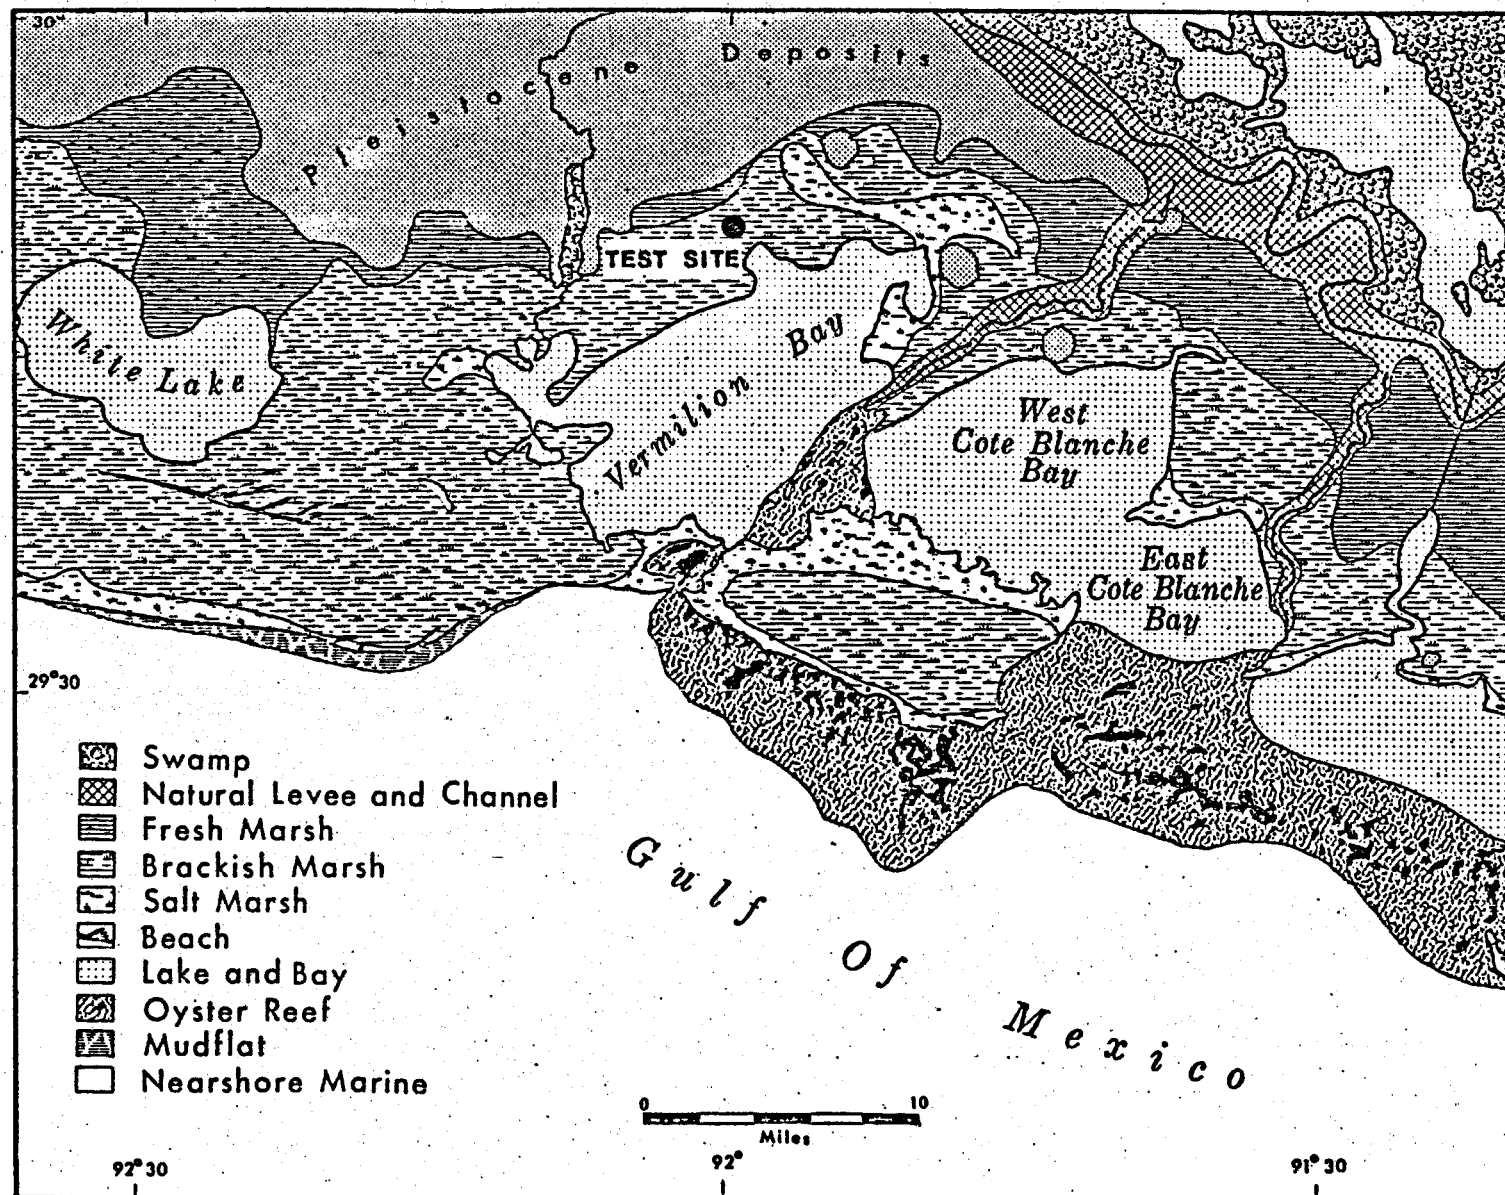 30°
Pleistocene Deposits
TEST SITE
White Lake
Vermilion Bay
West
Cote Blanche
Bay
East
Cote Blanche
Bay
29°30
Swamp
Natural Levee and Channel
Fresh Marsh
Brackish Marsh
Salt Marsh
Beach
Lake and Bay
Oyster Reef
Mudflat
Nearshore Marine
Gulf Of Mexico
0 10
Miles
92°30 92° 91°30